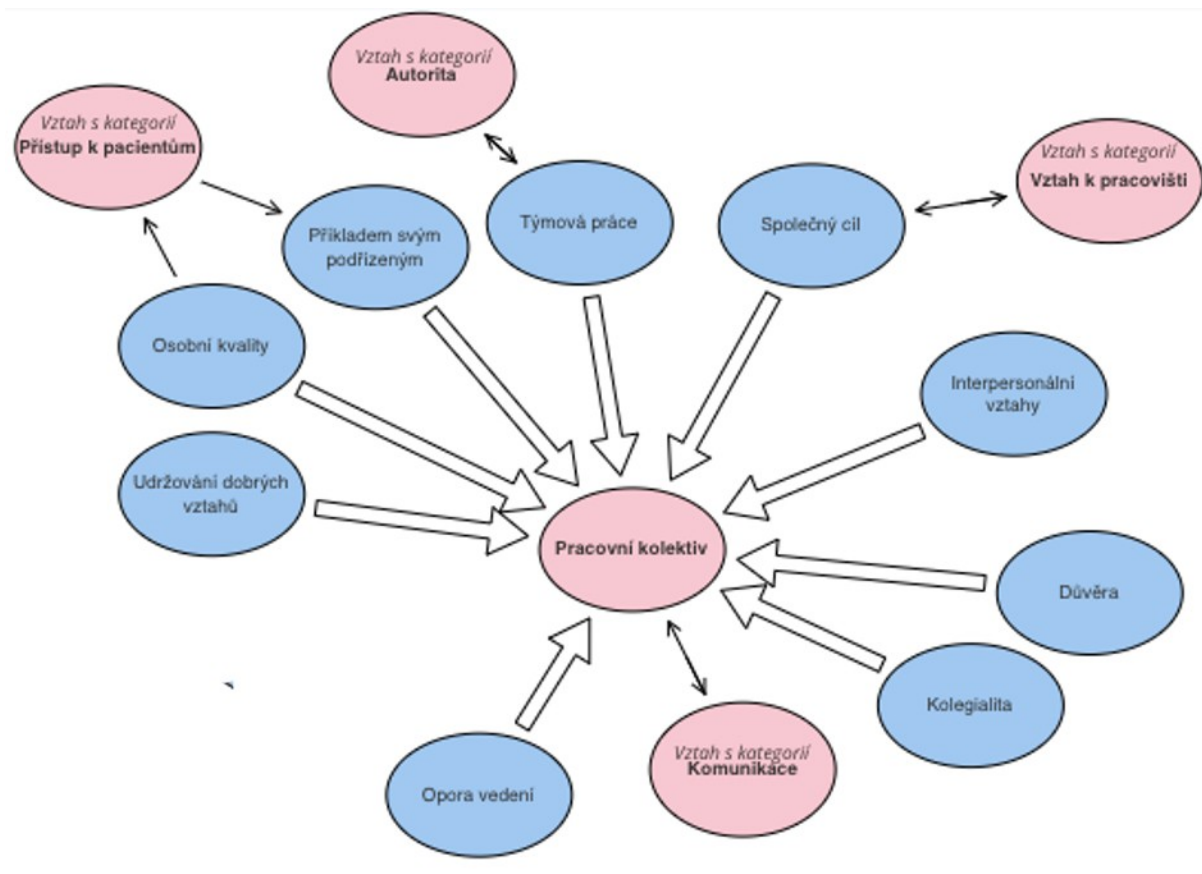 Vztah s kategorií
Autorita
Vztah s kategorií
Přístup k pacientům
Vztah s kategorií
Vztah k pracovišti
Příkladem svým
podřízeným
Týmová práce
Společný cíl
Osobní kvality
Interpersonální
vztahy
Udržování dobrých
vztahů
Pracovní kolektiv
Důvěra
Kolegialita
Vztah s kategorií
Komunikace
Opora vedení